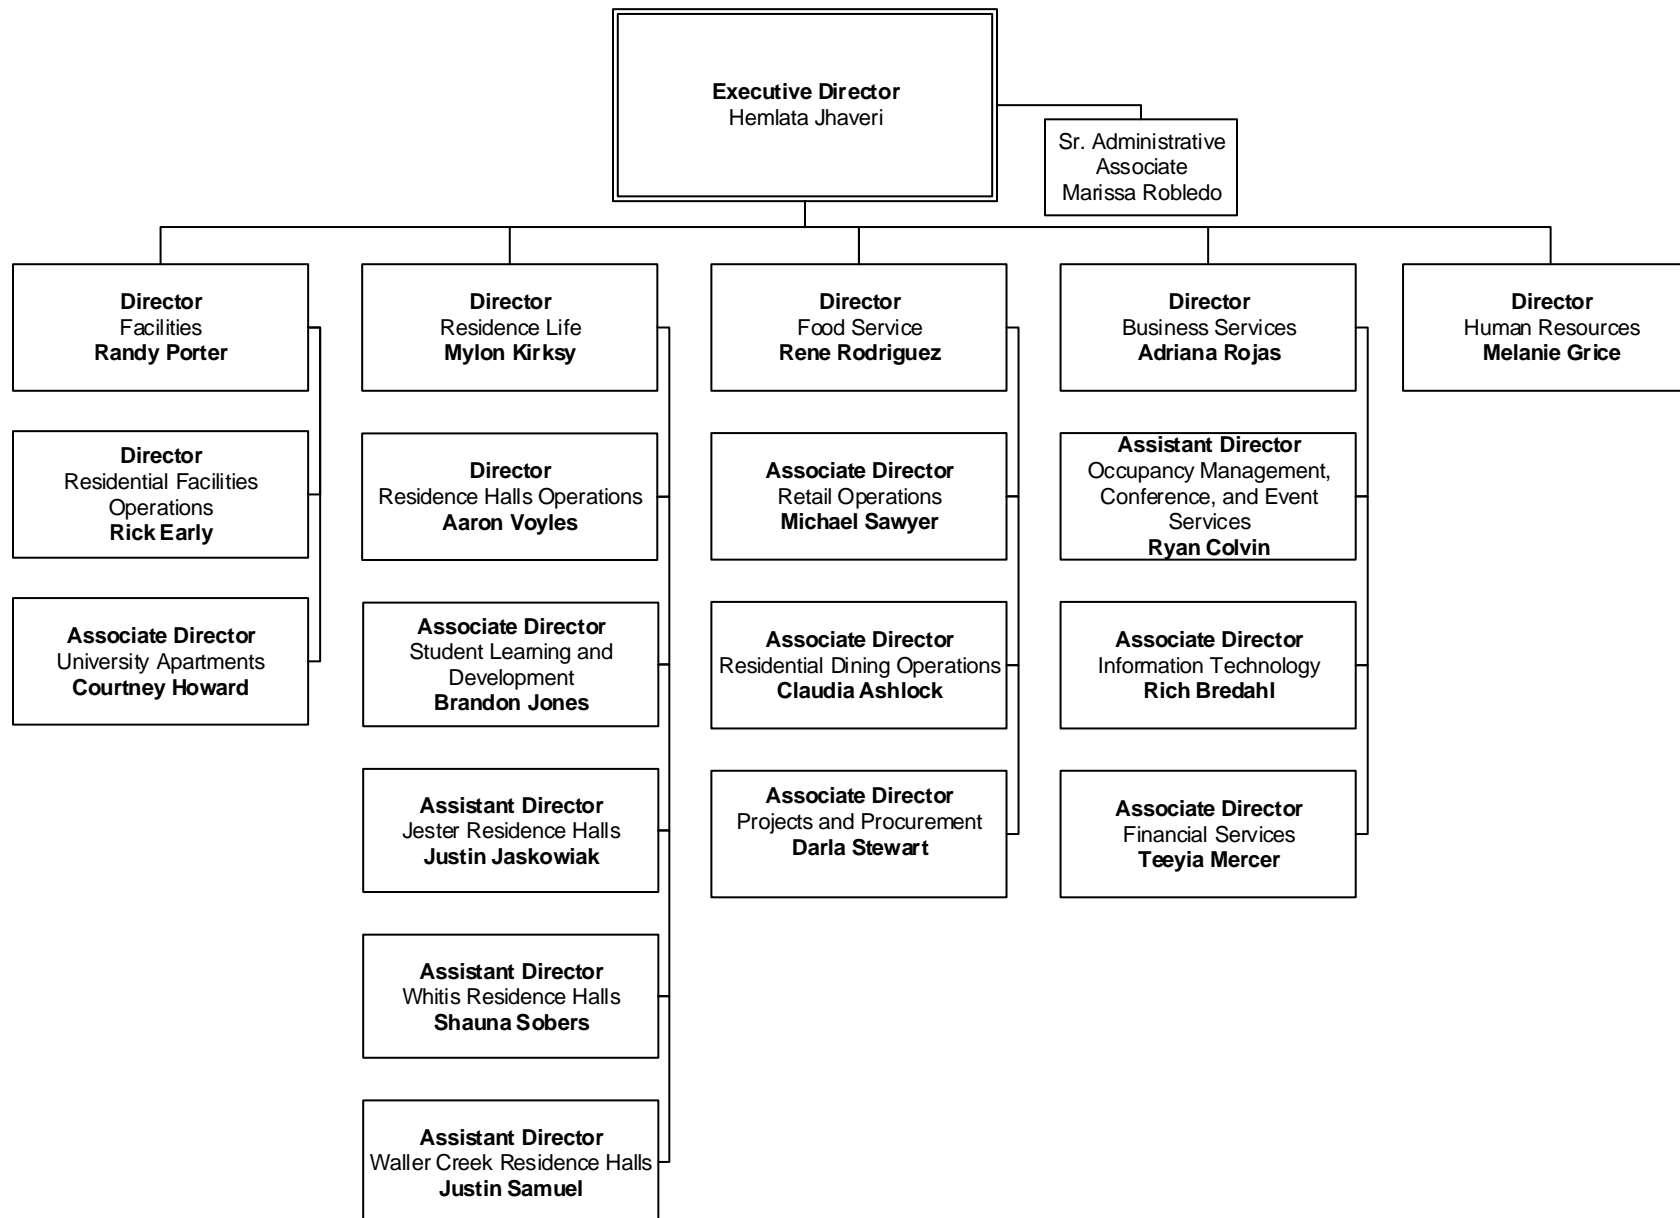 Executive Director
Hemlata Jhaveri
Sr. Administrative
Associate
Marissa Robledo
Director
Facilities
Randy Porter
Director
Residence Life
Mylon Kirksy
Director
Food Service
Rene Rodriguez
Director
Business Services
Adriana Rojas
Director
Human Resources
Melanie Grice
Director
Residential Facilities
Operations
Rick Early
Director
Residence Halls Operations
Aaron Voyles
Associate Director
Retail Operations
Michael Sawyer
Assistant Director
Occupancy Management,
Conference, and Event
Services
Ryan Colvin
Associate Director
University Apartments
Courtney Howard
Associate Director
Student Learning and
Development
Brandon Jones
Associate Director
Residential Dining Operations
Claudia Ashlock
Associate Director
Information Technology
Rich Bredahl
Assistant Director
Jester Residence Halls
Justin Jaskowiak
Associate Director
Projects and Procurement
Darla Stewart
Associate Director
Financial Services
Teeyia Mercer
Assistant Director
Whitis Residence Halls
Shauna Sobers
Assistant Director
Waller Creek Residence Halls
Justin Samuel